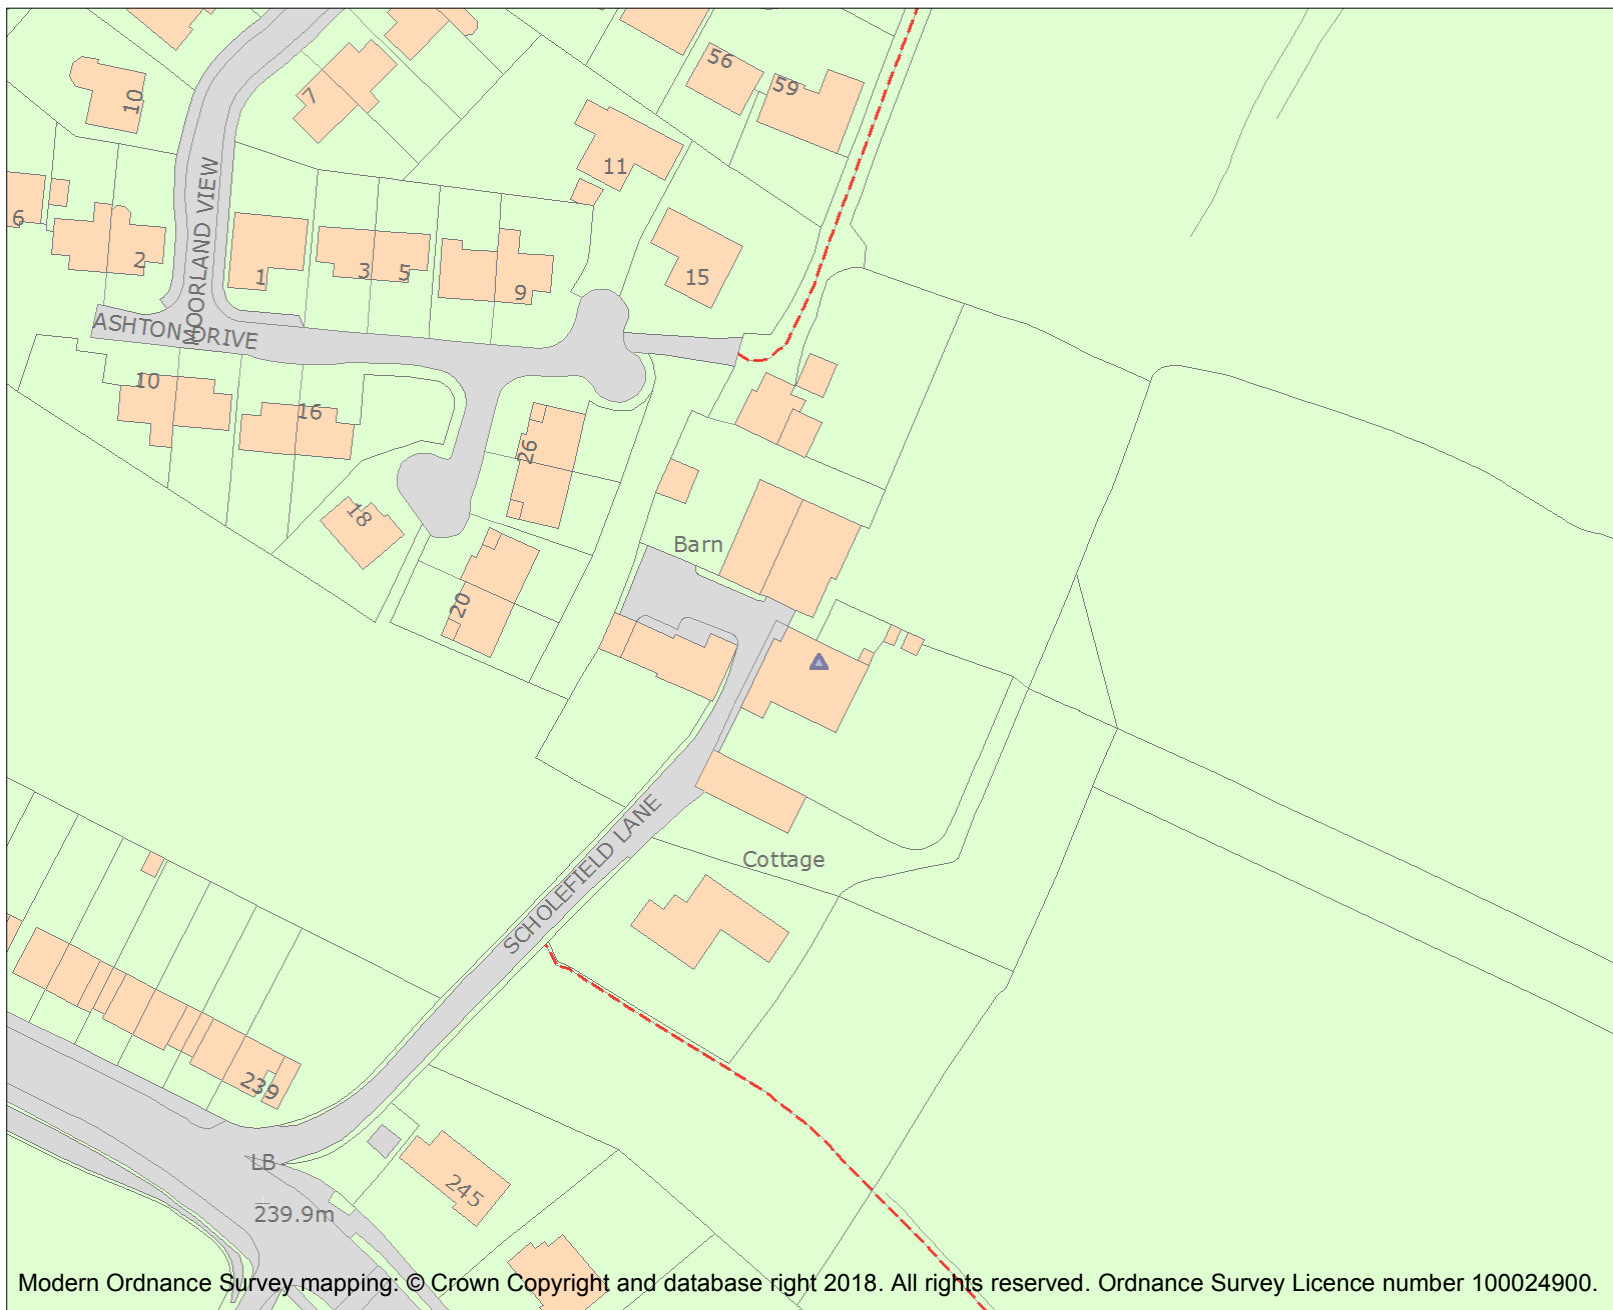 56
59
10
7
11
6
MOORLAND VIEW
2
1
3
5
9
15
ASHTON DRIVE
10
16
26
18
Barn
20
SCHOLEFIELD LANE
Cottage
239
LB
245
239.9m
Modern Ordnance Survey mapping: © Crown Copyright and database right 2018. All rights reserved. Ordnance Survey Licence number 100024900.